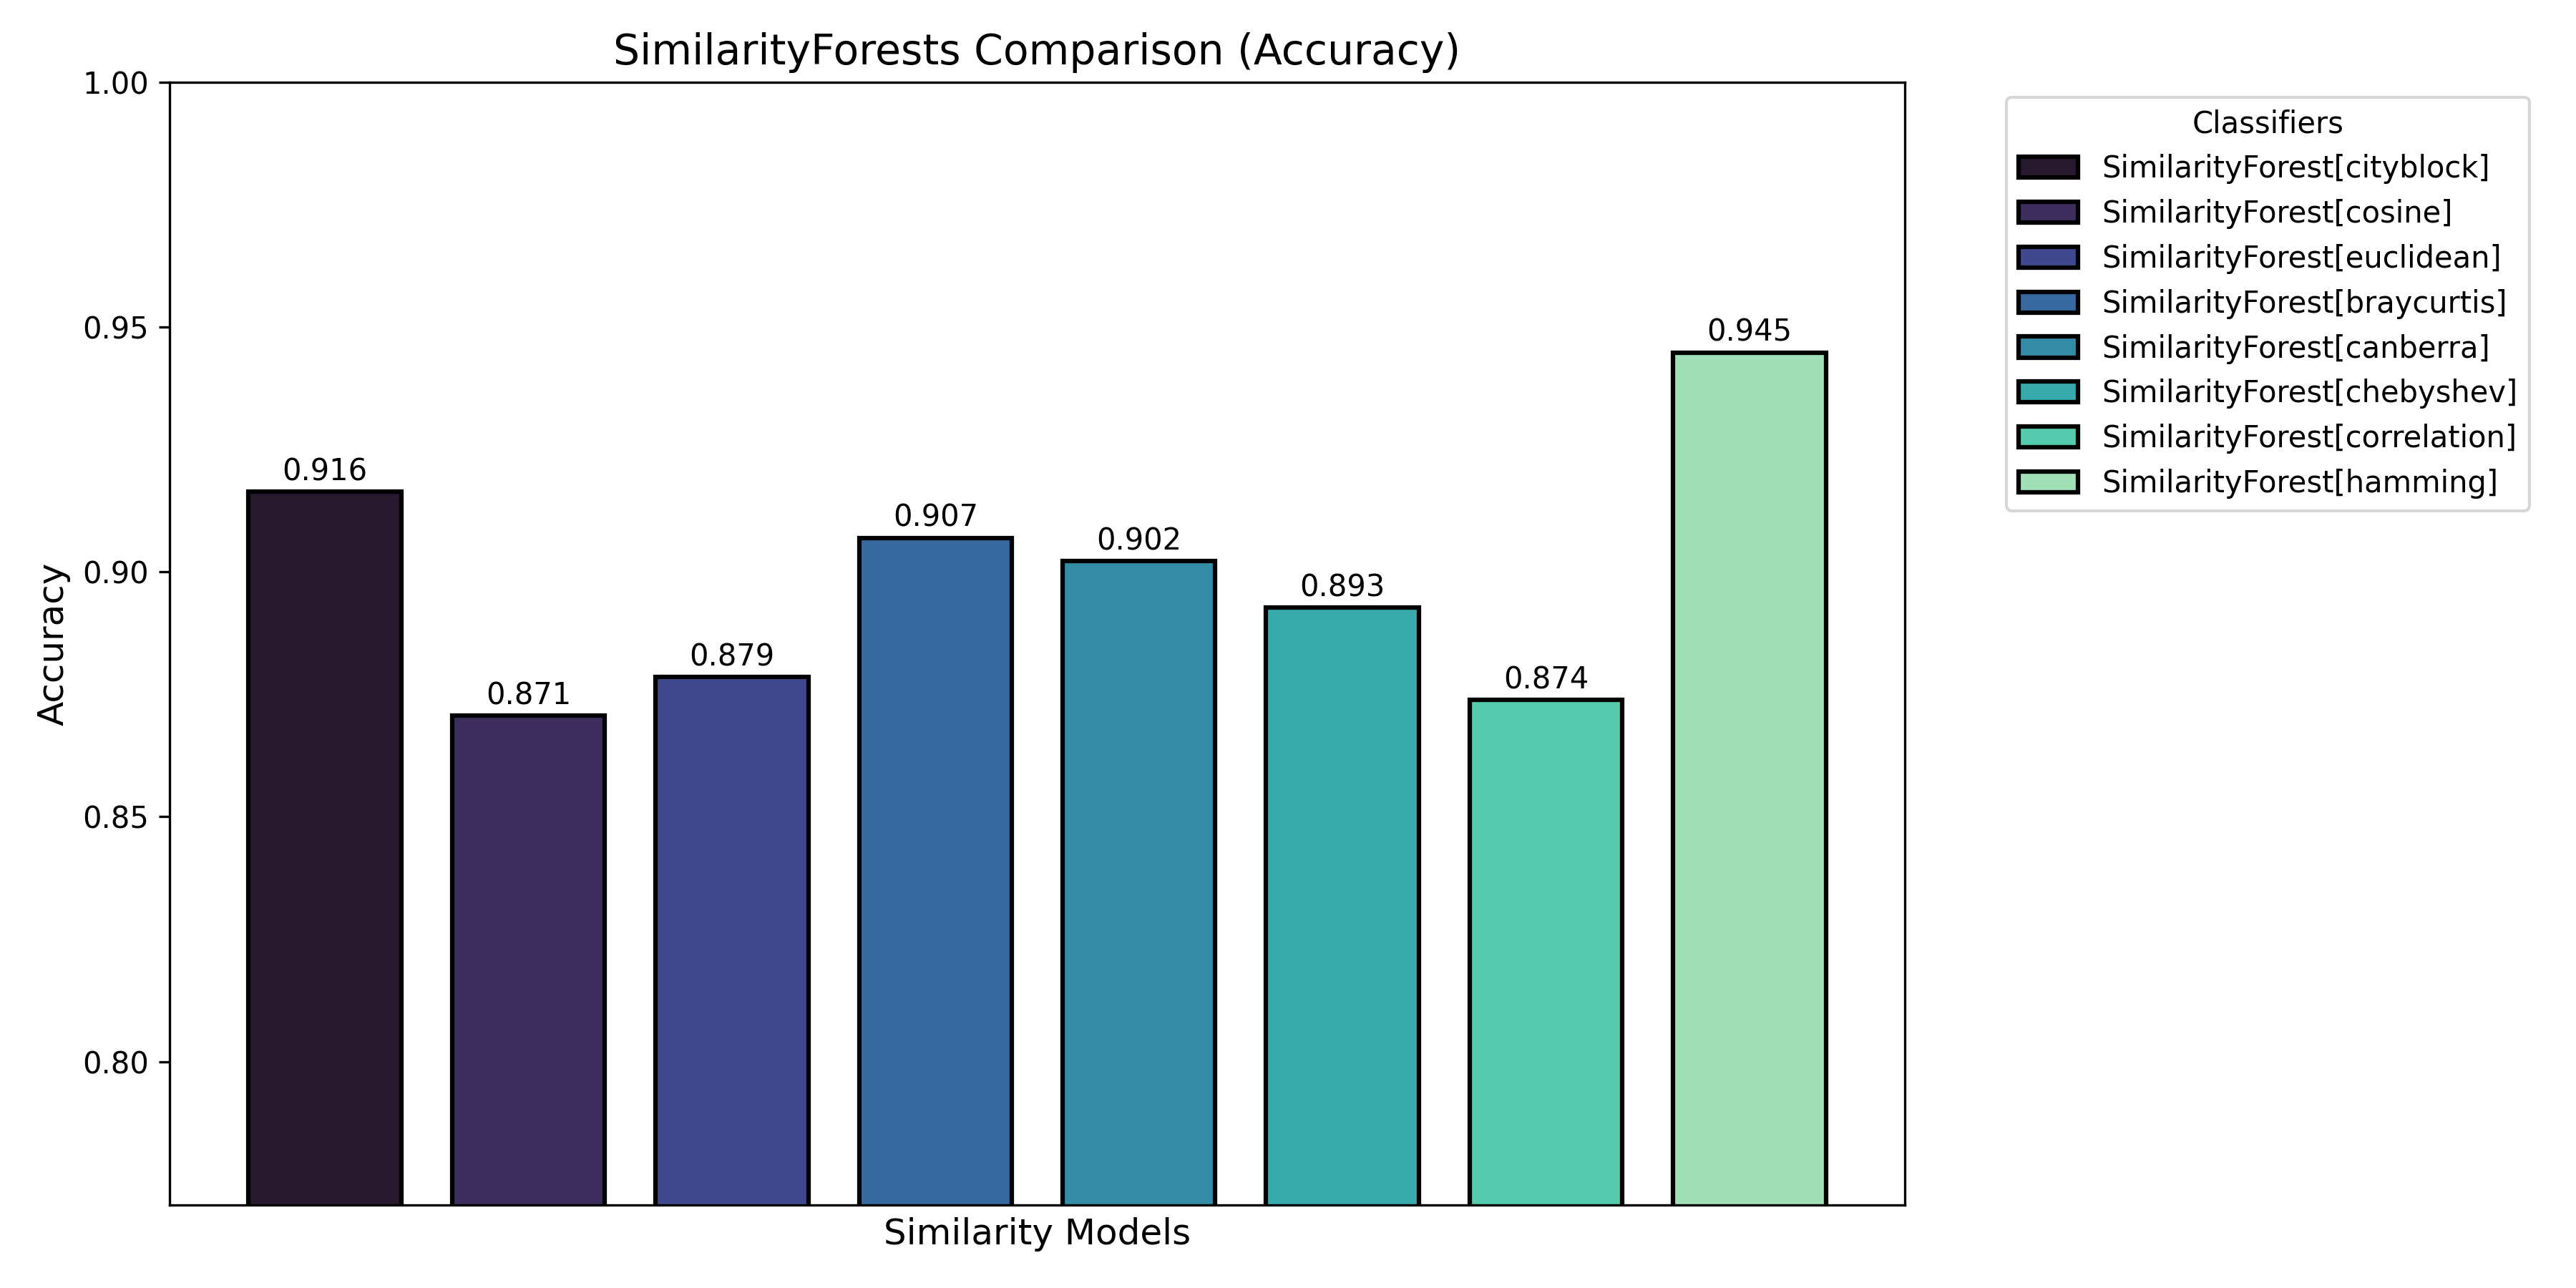 SimilarityForests Comparison (Accuracy)
1.00
0.95
0.90
0.85
0.80
Accuracy
0.916
0.871
0.879
0.907
0.902
0.893
0.874
0.945
Similarity Models
Classifiers
SimilarityForest[cityblock]
SimilarityForest[cosine]
SimilarityForest[euclidean]
SimilarityForest[braycurtis]
SimilarityForest[canberra]
SimilarityForest[chebyshev]
SimilarityForest[correlation]
SimilarityForest[hamming]